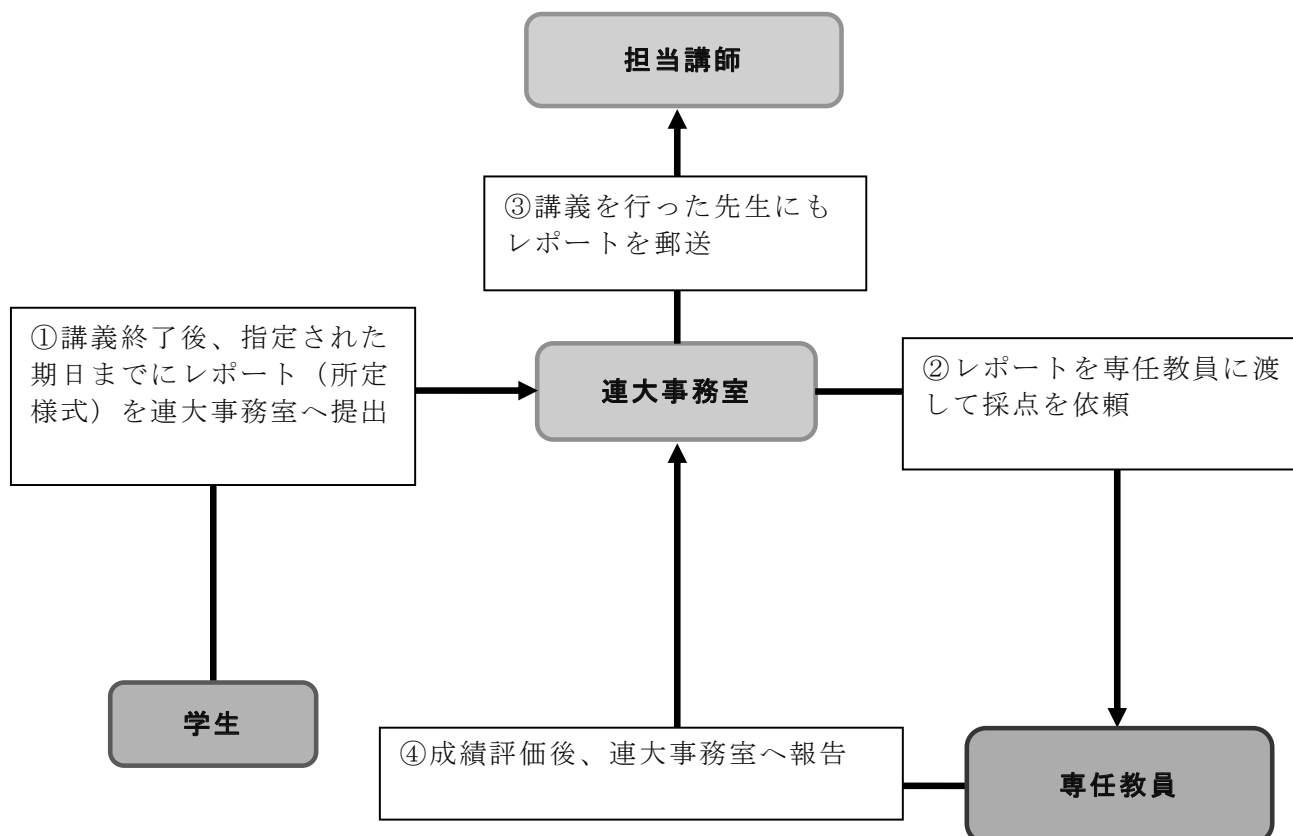 担当講師
③講義を行った先生にも
レポートを郵送
①講義終了後、指定された
期日までにレポート（所定
様式）を連大事務室へ提出
連大事務室
②レポートを専任教員に渡
して採点を依頼
学生
④成績評価後、連大事務室へ報告
専任教員